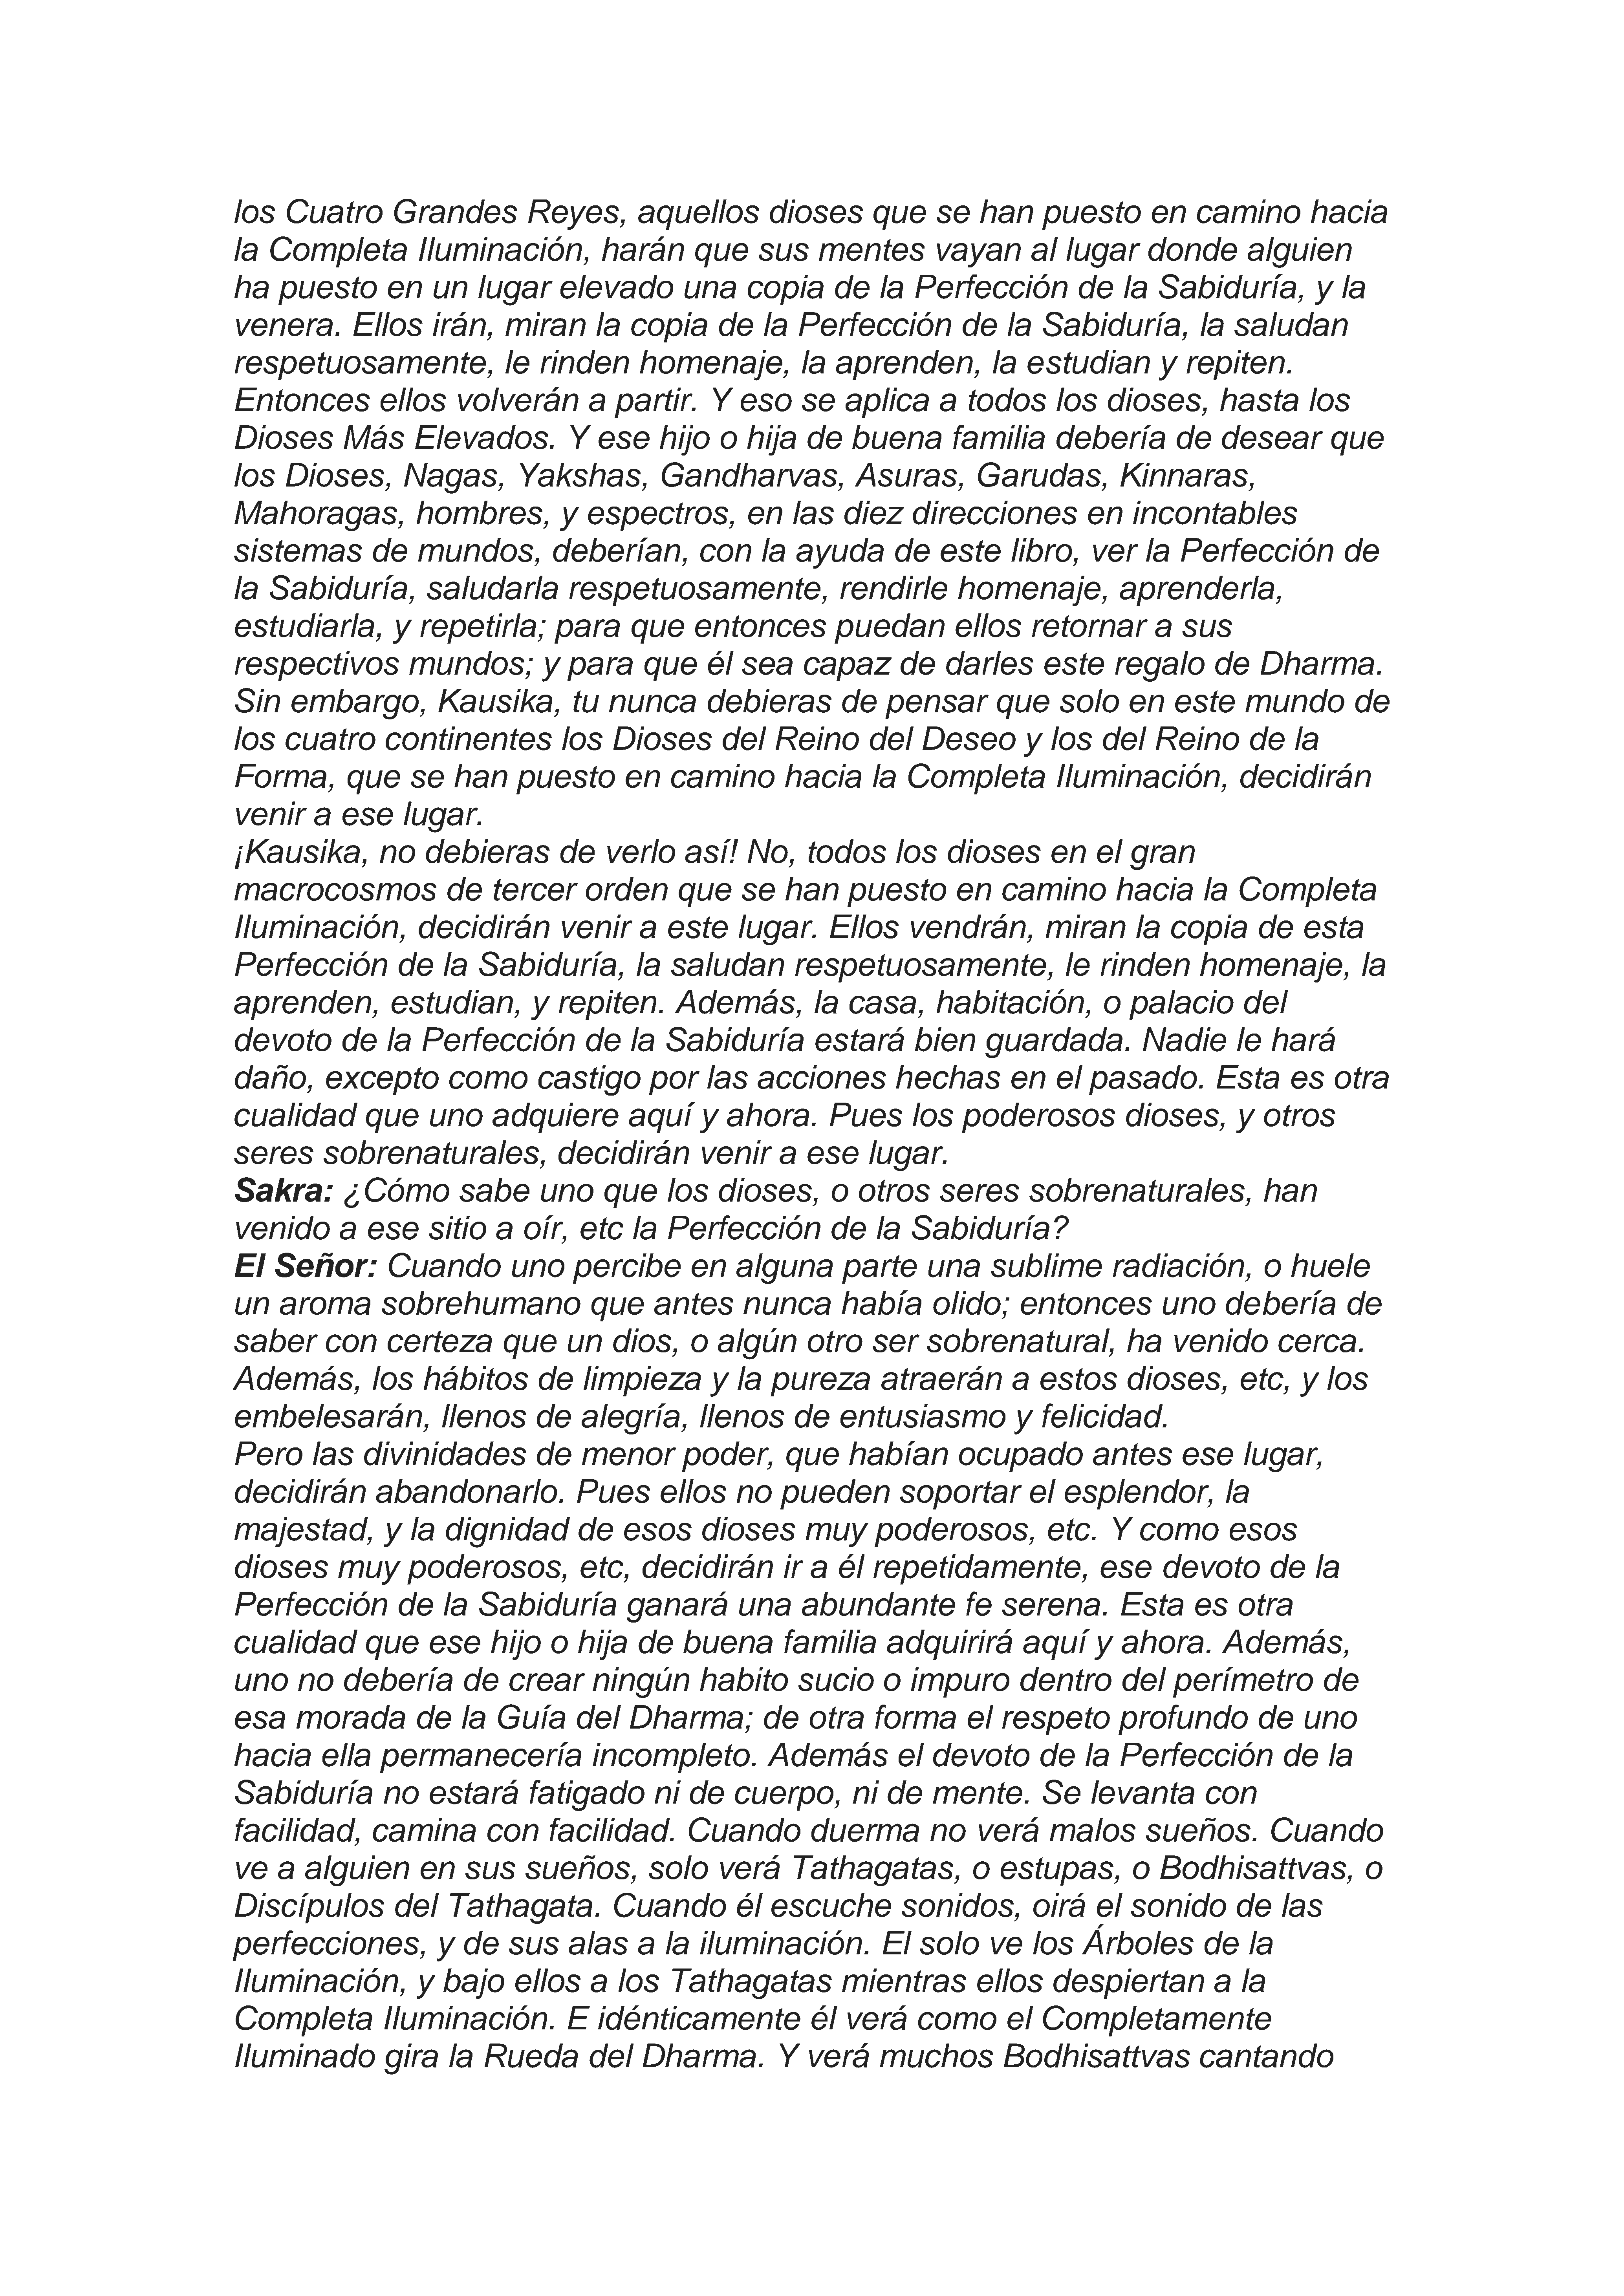 los Cuatro Grandes Reyes, aquellos dioses que se han puesto en camino hacia
la Completa Iluminación, harán que sus mentes vayan al lugar donde alguien
ha puesto en un lugar elevado una copia de la Perfección de la Sabiduría, y la
venera. Ellos irán, miran la copia de la Perfección de la Sabiduría, la saludan
respetuosamente, le rinden homenaje, la aprenden, la estudian y repiten.
Entonces ellos volverán a partir. Y eso se aplica a todos los dioses, hasta los
Dioses Más Elevados. Y ese hijo o hija de buena familia debería de desear que
los Dioses, Nagas, Yakshas, Gandharvas, Asuras, Garudas, Kinnaras,
Mahoragas, hombres, y espectros, en las diez direcciones en incontables
sistemas de mundos, deberían, con la ayuda de este libro, ver la Perfección de
la Sabiduría, saludarla respetuosamente, rendirle homenaje, aprenderla,
estudiarla, y repetirla; para que entonces puedan ellos retornar a sus
respectivos mundos; y para que él sea capaz de darles este regalo de Dharma.
Sin embargo, Kausika, tu nunca debieras de pensar que solo en este mundo de
los cuatro continentes los Dioses del Reino del Deseo y los del Reino de la
Forma, que se han puesto en camino hacia la Completa Iluminación, decidirán
venir a ese lugar.
¡Kausika, no debieras de verlo así! No, todos los dioses en el gran
macrocosmos de tercer orden que se han puesto en camino hacia la Completa
Iluminación, decidirán venir a este lugar. Ellos vendrán, miran la copia de esta
Perfección de la Sabiduría, la saludan respetuosamente, le rinden homenaje, la
aprenden, estudian, y repiten. Además, la casa, habitación, o palacio del
devoto de la Perfección de la Sabiduría estará bien guardada. Nadie le hará
daño, excepto como castigo por las acciones hechas en el pasado. Esta es otra
cualidad que uno adquiere aquí y ahora. Pues los poderosos dioses, y otros
seres sobrenaturales, decidirán venir a ese lugar.
Sakra: ¿Cómo sabe uno que los dioses, o otros seres sobrenaturales, han
venido a ese sitio a oír, etc la Perfección de la Sabiduría?
El Señor: Cuando uno percibe en alguna parte una sublime radiación, o huele
un aroma sobrehumano que antes nunca había olido; entonces uno debería de
saber con certeza que un dios, o algún otro ser sobrenatural, ha venido cerca.
Además, los hábitos de limpieza y la pureza atraerán a estos dioses, etc, y los
embelesarán, llenos de alegría, llenos de entusiasmo y felicidad.
Pero las divinidades de menor poder, que habían ocupado antes ese lugar,
decidirán abandonarlo. Pues ellos no pueden soportar el esplendor, la
majestad, y la dignidad de esos dioses muy poderosos, etc. Y como esos
dioses muy poderosos, etc, decidirán ir a él repetidamente, ese devoto de la
Perfección de la Sabiduría ganará una abundante fe serena. Esta es otra
cualidad que ese hijo o hija de buena familia adquirirá aquí y ahora. Además,
uno no debería de crear ningún habito sucio o impuro dentro del perímetro de
esa morada de la Guía del Dharma; de otra forma el respeto profundo de uno
hacia ella permanecería incompleto. Además el devoto de la Perfección de la
Sabiduría no estará fatigado ni de cuerpo, ni de mente. Se levanta con
facilidad, camina con facilidad. Cuando duerma no verá malos sueños. Cuando
ve a alguien en sus sueños, solo verá Tathagatas, o estupas, o Bodhisattvas, o
Discípulos del Tathagata. Cuando él escuche sonidos, oirá el sonido de las
perfecciones, y de sus alas a la iluminación. El solo ve los Árboles de la
Iluminación, y bajo ellos a los Tathagatas mientras ellos despiertan a la
Completa Iluminación. E idénticamente él verá como el Completamente
Iluminado gira la Rueda del Dharma. Y verá muchos Bodhisattvas cantando